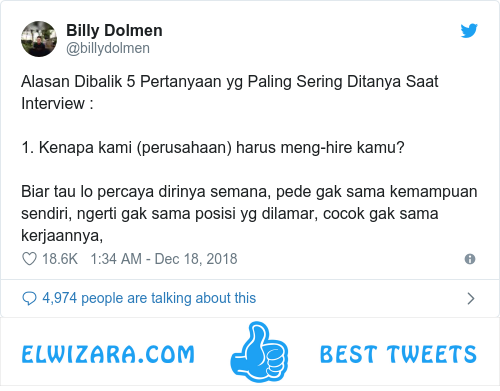 Billy Dolmen
@billydolmen
Alasan Dibalik 5 Pertanyaan yg Paling Sering Ditanya Saat
Interview :
1. Kenapa kami (perusahaan) harus meng-hire kamu?
Biar tau lo percaya dirinya semana, pede gak sama kemampuan
sendiri, ngerti gak sama posisi yg dilamar, cocok gak sama
kerjaannya,
18.6K 1:34 AM - Dec 18, 2018
4,974 people are talking about this
ELWIZARA.COM BEST TWEETS